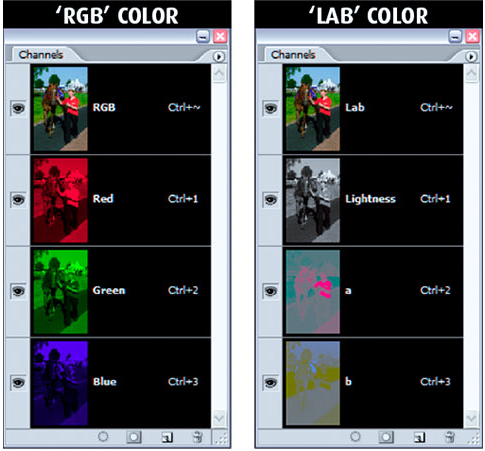 ‘RGB’ COLOR
Channels
RGB Ctrl+~
Red Ctrl+1
Green Ctrl+2
Blue Ctrl+3
‘LAB’ COLOR
Channels
Lab Ctrl+~
Lightness Ctrl+1
a Ctrl+2
b Ctrl+3